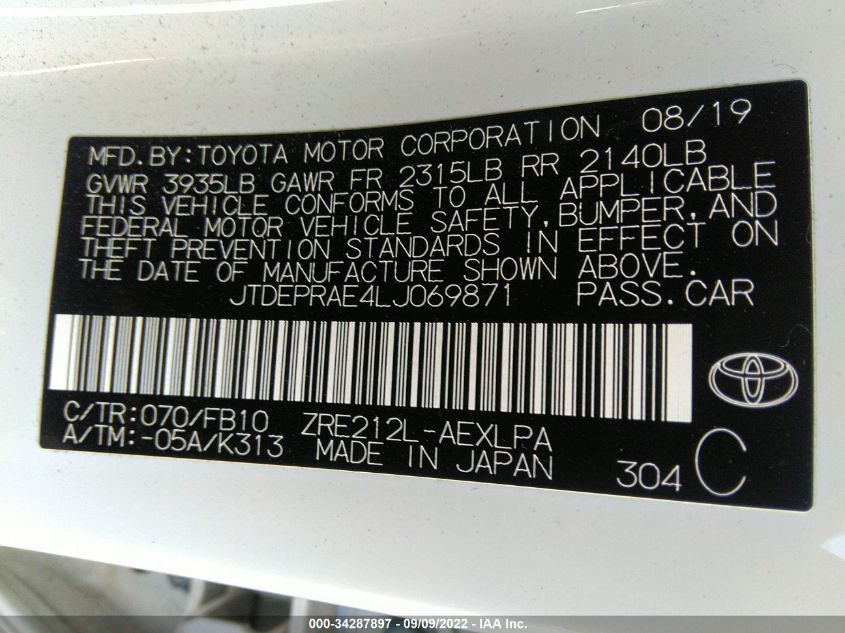 MFD.BY:TOYOTA MOTOR CORPORATION 08/19
GVWR 3935LB GAWR FR 2315LB RR 2140LB
THIS VEHICLE CONFORMS TO ALL APPLICABLE
FEDERAL MOTOR VEHICLE SAFETY,BUMPER,AND
THEFT PREVENTION STANDARDS IN EFFECT ON
THE DATE OF MANUFACTURE SHOWN ABOVE.
JTDEPRAE4LJ069871 PASS.CAR
C/TR:070/FB10 ZRE212L-AEXLPA
A/TM:-05A/K313 MADE IN JAPAN 304 C
000-34287897 - 09/09/2022 - IAA Inc.